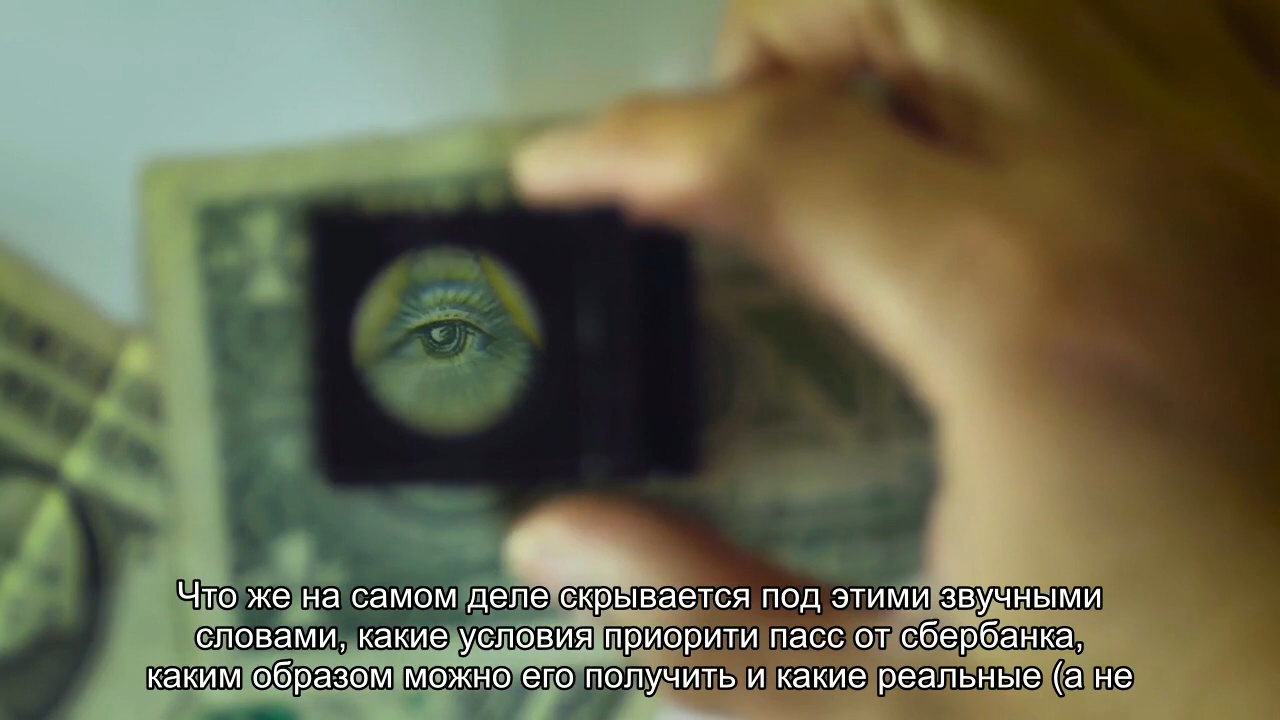 Что же на самом деле скрывается под этими звучными
словами, какие условия приорити пасс от сбербанка,
каким образом можно его получить и какие реальные (а не